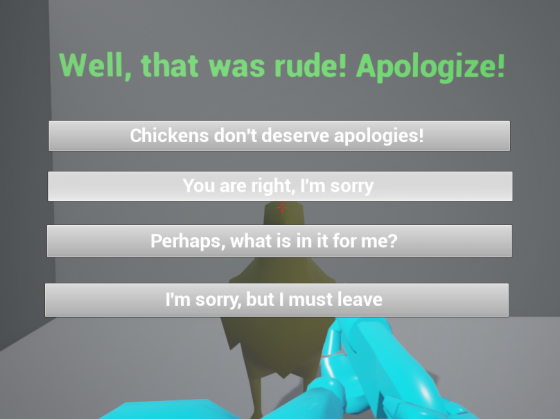 Well, that was rude! Apologize!
Chickens don't deserve apologies!
You are right, I'm sorry
Perhaps, what is in it for me?
I'm sorry, but I must leave